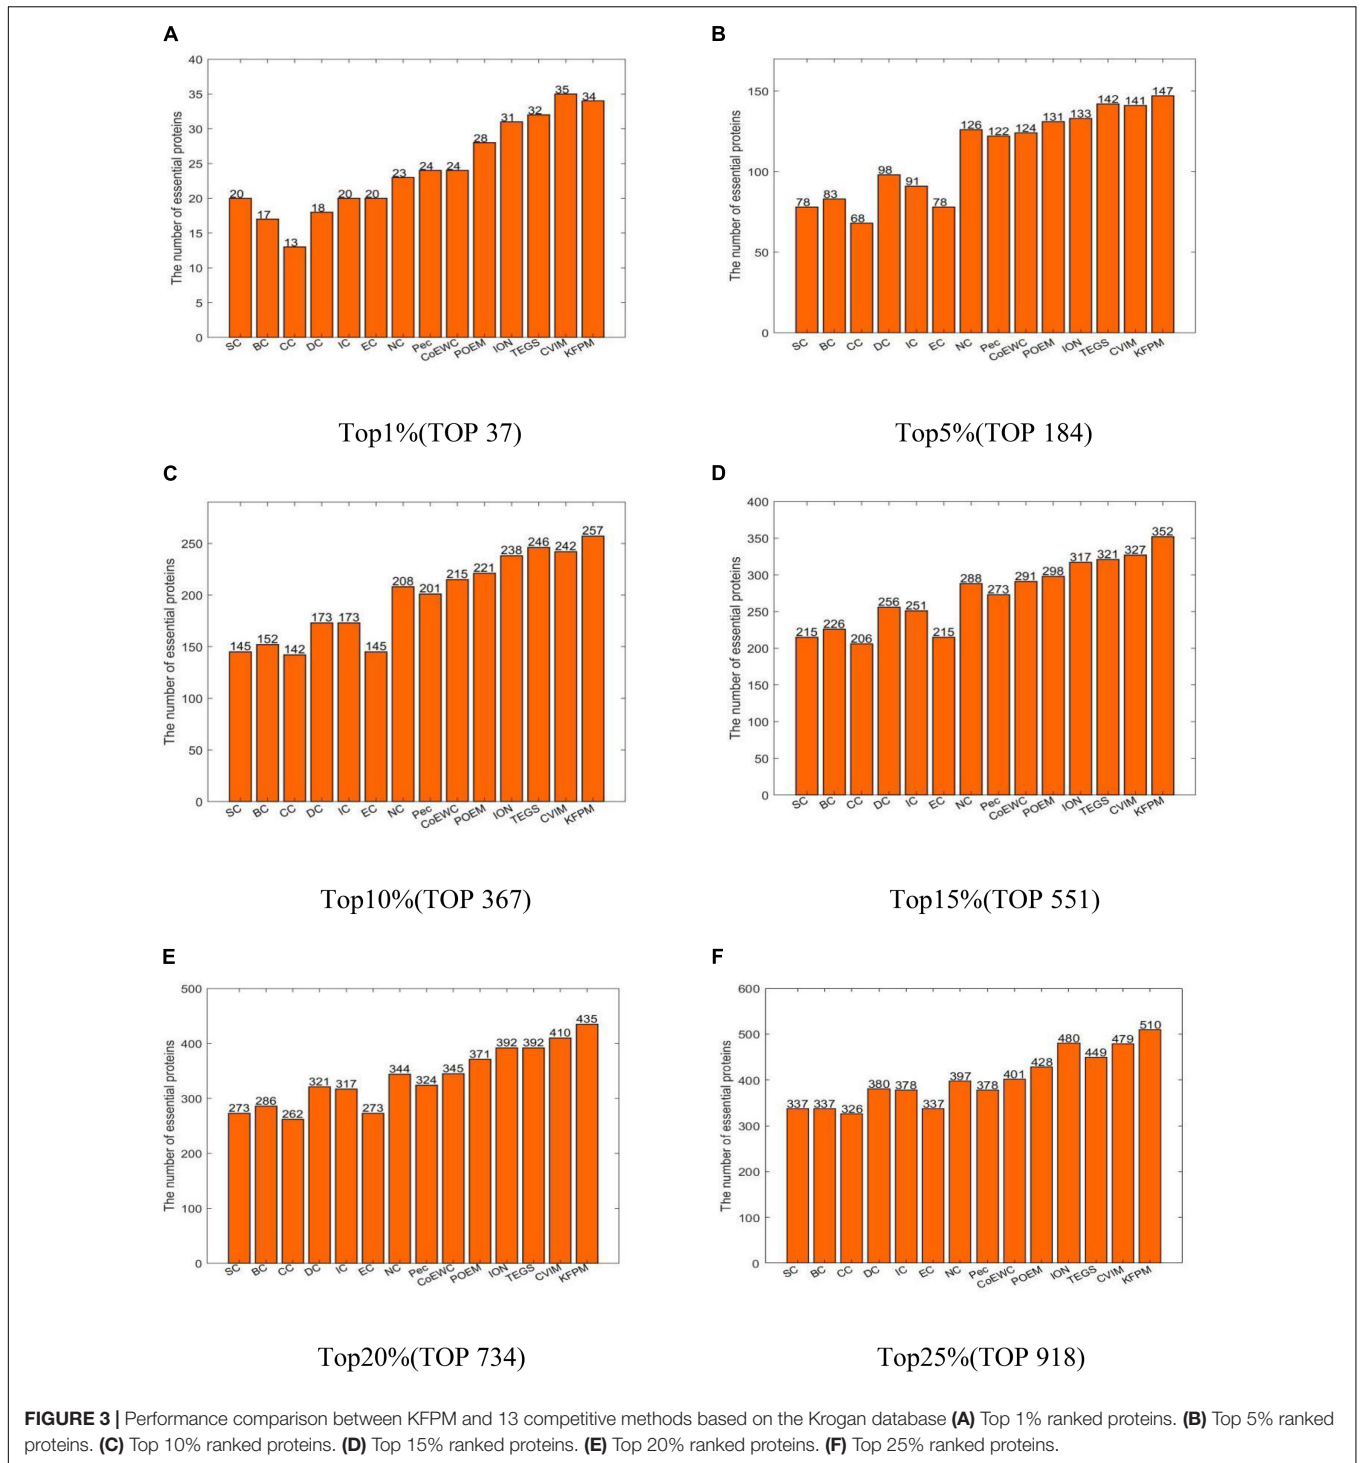 A
The number of essential proteins
40
35
30
25
20
15
10
5
0
20
17
13
18
20
20
23
24
24
28
31
32
35
34
SC
BC
CC
DC
IC
EC
NC
Pec
CoEWC
POEM
ION
TEGS
CVIM
KFPM
Top1%(TOP 37)
B
The number of essential proteins
150
100
50
0
78
83
68
98
91
78
126
122
124
131
133
142
141
147
SC
BC
CC
DC
IC
EC
NC
Pec
CoEWC
POEM
ION
TEGS
CVIM
KFPM
Top5%(TOP 184)
C
The number of essential proteins
250
200
150
100
50
0
145
152
142
173
173
145
208
201
215
221
238
246
242
257
SC
BC
CC
DC
IC
EC
NC
Pec
CoEWC
POEM
ION
TEGS
CVIM
KFPM
Top10%(TOP 367)
D
The number of essential proteins
400
350
300
250
200
150
100
50
0
215
226
206
256
251
215
288
273
291
298
317
321
327
352
SC
BC
CC
DC
IC
EC
NC
Pec
CoEWC
POEM
ION
TEGS
CVIM
KFPM
Top15%(TOP 551)
E
The number of essential proteins
500
400
300
200
100
0
273
286
262
321
317
273
344
324
345
371
392
392
410
435
SC
BC
CC
DC
IC
EC
NC
Pec
CoEWC
POEM
ION
TEGS
CVIM
KFPM
Top20%(TOP 734)
F
The number of essential proteins
600
500
400
300
200
100
0
337
337
326
380
378
337
397
378
401
428
480
449
479
510
SC
BC
CC
DC
IC
EC
NC
Pec
CoEWC
POEM
ION
TEGS
CVIM
KFPM
Top25%(TOP 918)
FIGURE 3 | Performance comparison between KFPM and 13 competitive methods based on the Krogan database (A) Top 1% ranked proteins. (B) Top 5% ranked
proteins. (C) Top 10% ranked proteins. (D) Top 15% ranked proteins. (E) Top 20% ranked proteins. (F) Top 25% ranked proteins.